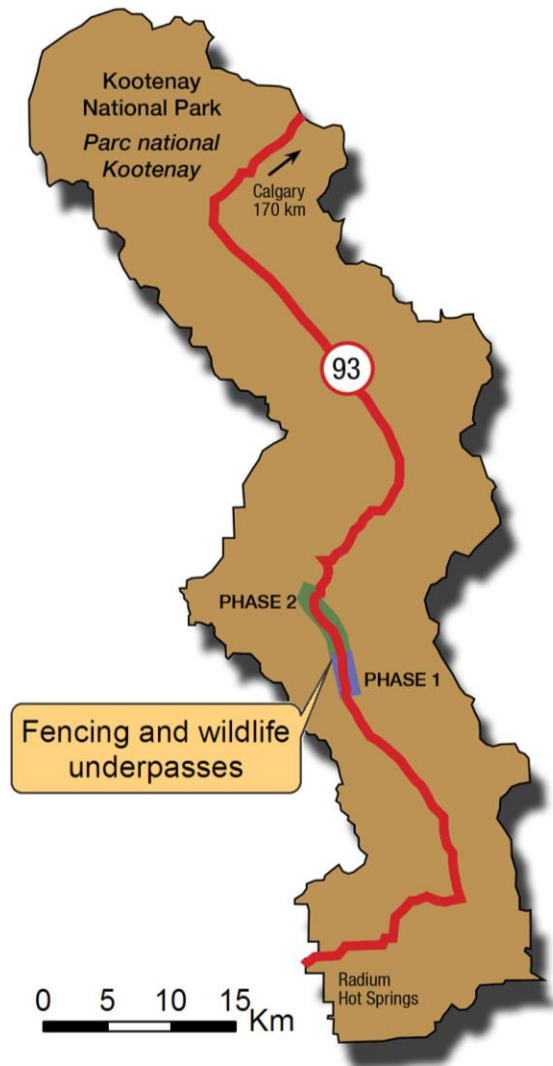 Kootenay
National Park
Parc national
Kootenay
Calgary
170 km
93
PHASE 2
PHASE 1
Fencing and wildlife
underpasses
Radium
Hot Springs
0 5 10 15
Km